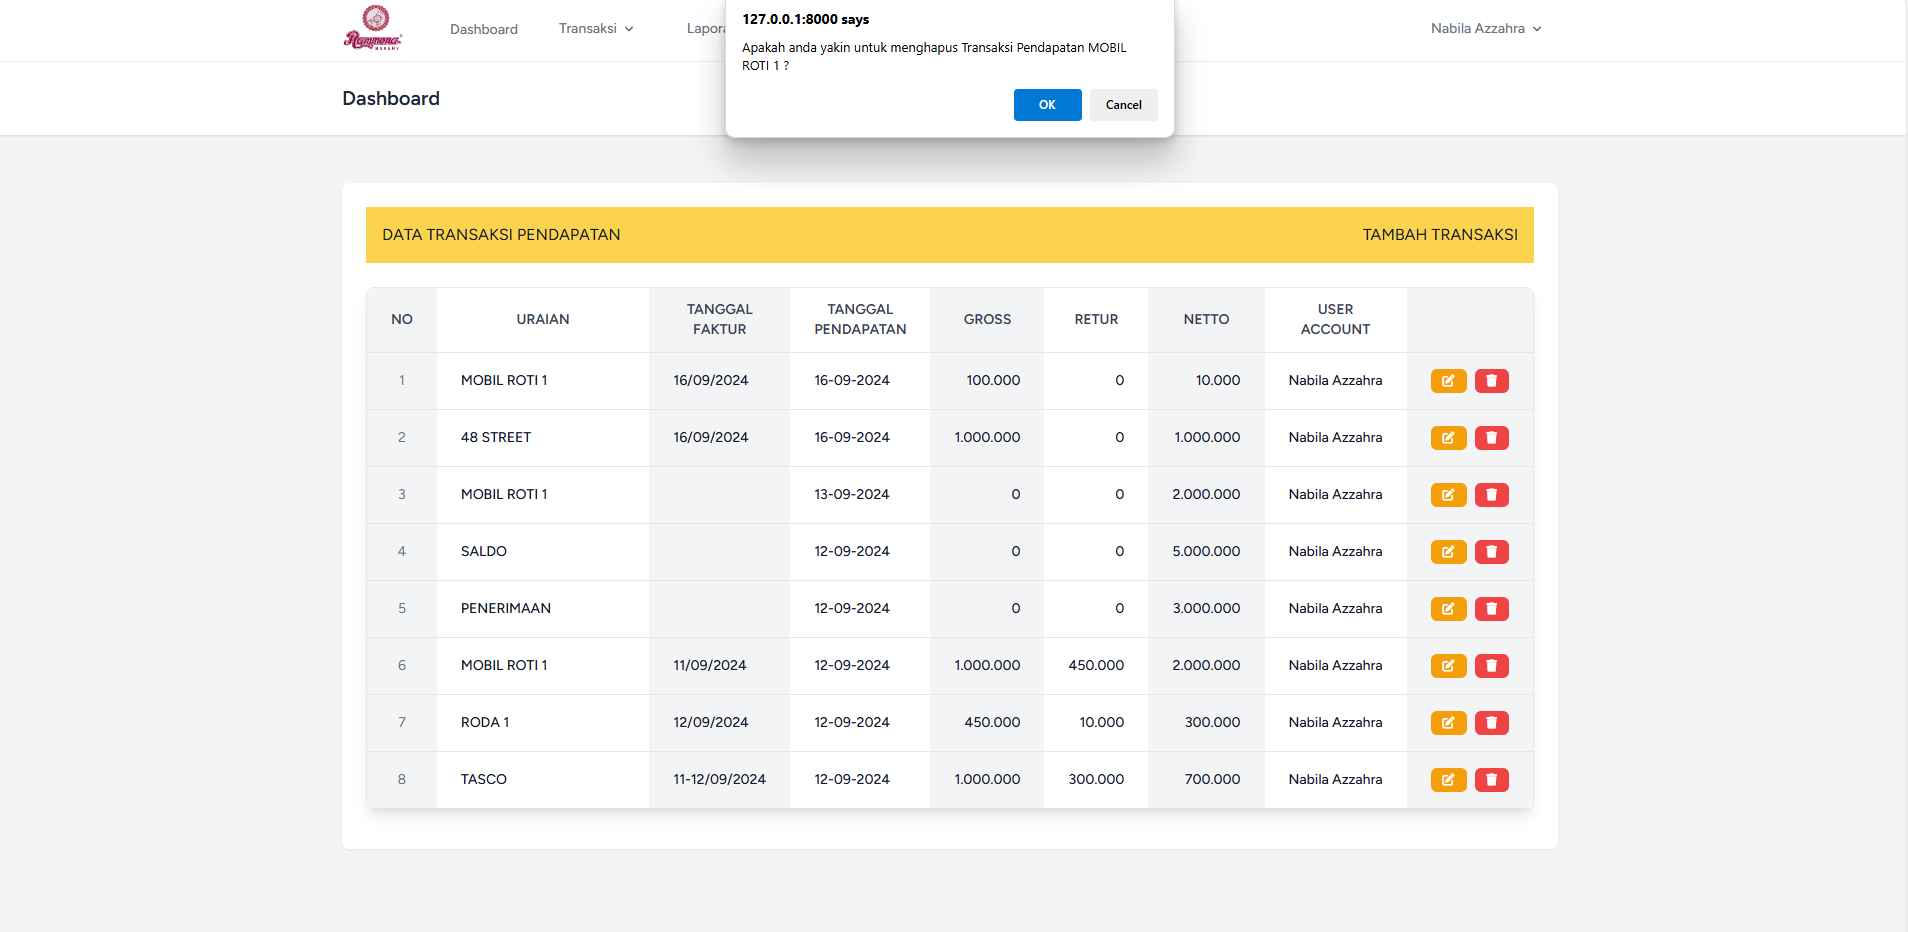 Rammona
BAKERY
Dashboard
Transaksi
Lapora
Nabila Azzahra
127.0.0.1:8000 says
Apakah anda yakin untuk menghapus Transaksi Pendapatan MOBIL
ROTI 1 ?
OK Cancel
Dashboard
DATA TRANSAKSI PENDAPATAN TAMBAH TRANSAKSI
NO URAIAN TANGGAL FAKTUR TANGGAL PENDAPATAN GROSS RETUR NETTO USER ACCOUNT
1 MOBIL ROTI 1 16/09/2024 16-09-2024 100.000 0 10.000 Nabila Azzahra
2 48 STREET 16/09/2024 16-09-2024 1.000.000 0 1.000.000 Nabila Azzahra
3 MOBIL ROTI 1 13-09-2024 0 0 2.000.000 Nabila Azzahra
4 SALDO 12-09-2024 0 0 5.000.000 Nabila Azzahra
5 PENERIMAAN 12-09-2024 0 0 3.000.000 Nabila Azzahra
6 MOBIL ROTI 1 11/09/2024 12-09-2024 1.000.000 450.000 2.000.000 Nabila Azzahra
7 RODA 1 12/09/2024 12-09-2024 450.000 10.000 300.000 Nabila Azzahra
8 TASCO 11-12/09/2024 12-09-2024 1.000.000 300.000 700.000 Nabila Azzahra